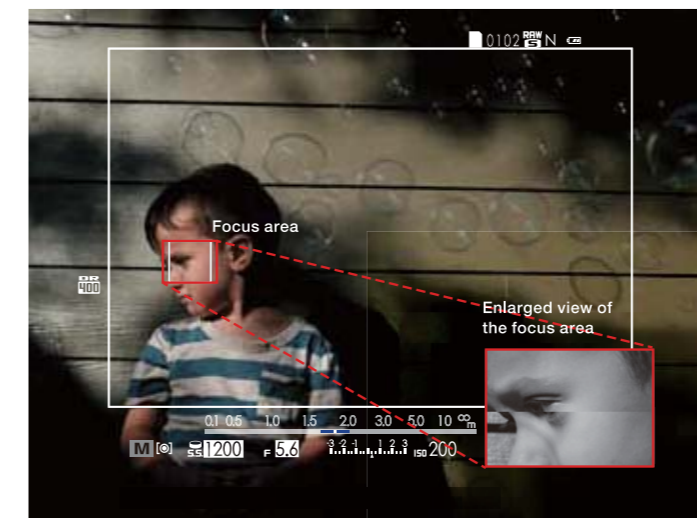 0102 RAW S N
Focus area
DR
400
Enlarged view of
the focus area
0.1 0.5 1.0 1.5 2.0 3.0 5.0 10 ∞ m
M SS 1200 F 5.6 -3 -2 -1 1 2 3 ISO 200